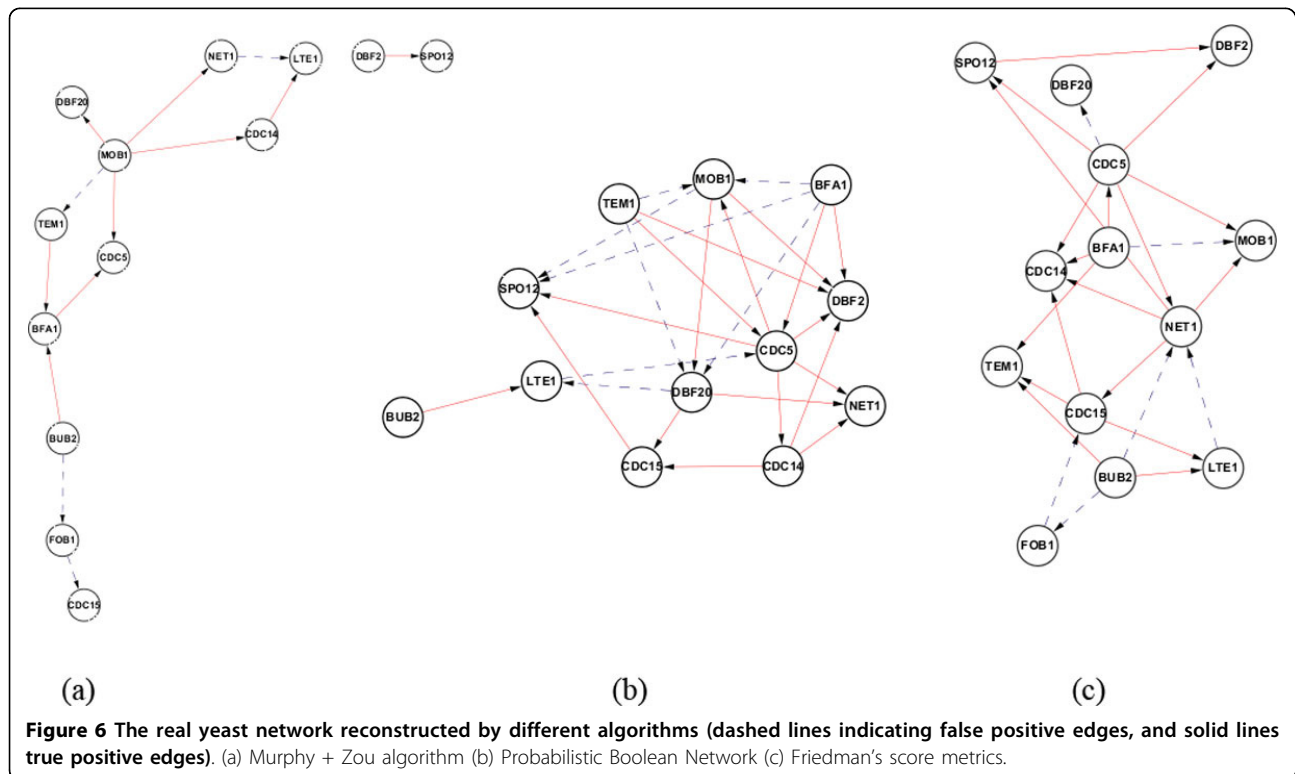 NET1
LTE1
DBF2
SPO12
DBF20
CDC14
MOB1
TEM1
CDC5
BFA1
BUB2
FOB1
CDC15
(a)
MOB1
BFA1
TEM1
SPO12
DBF2
CDC5
LTE1
DBF20
NET1
BUB2
CDC15
CDC14
(b)
DBF2
SPO12
DBF20
CDC5
MOB1
BFA1
CDC14
NET1
TEM1
CDC15
LTE1
BUB2
FOB1
(c)
Figure 6 The real yeast network reconstructed by different algorithms (dashed lines indicating false positive edges, and solid lines
true positive edges). (a) Murphy + Zou algorithm (b) Probabilistic Boolean Network (c) Friedman's score metrics.